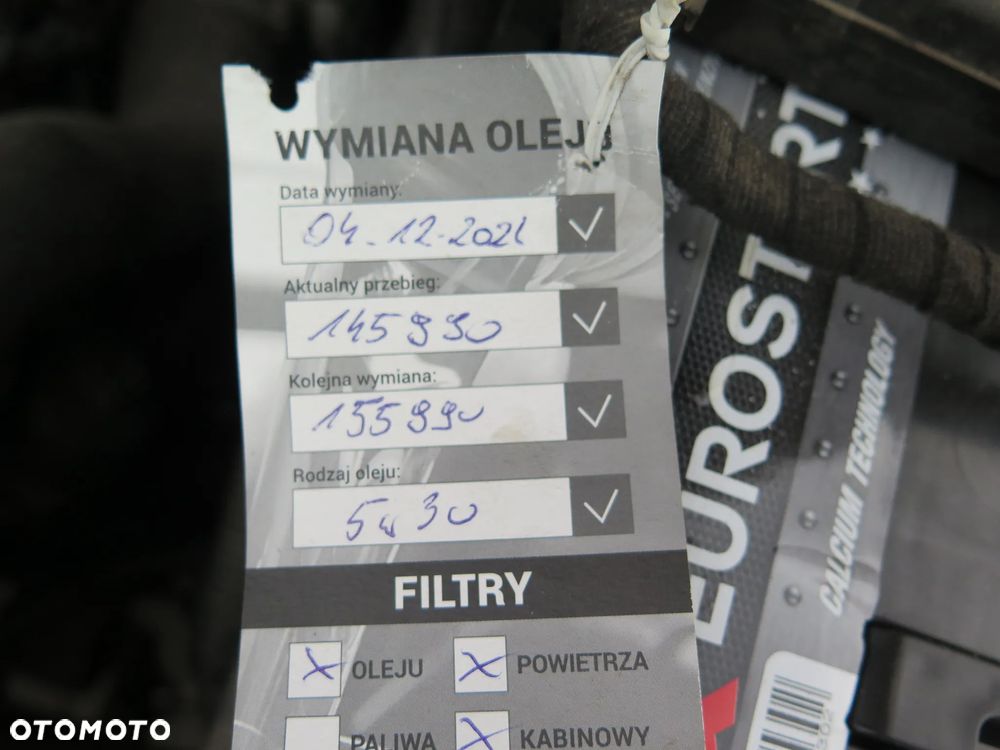 WYMIANA OLEJU
Data wymiany:
04-12-2021
Aktualny przebieg:
145990
Kolejna wymiana:
155990
Rodzaj oleju:
5w30
FILTRY
OLEJU
POWIETRZA
PALIWA
KABINOWY
EUROSTART
CALCIUM TECHNOLOGY
OTOMOTO